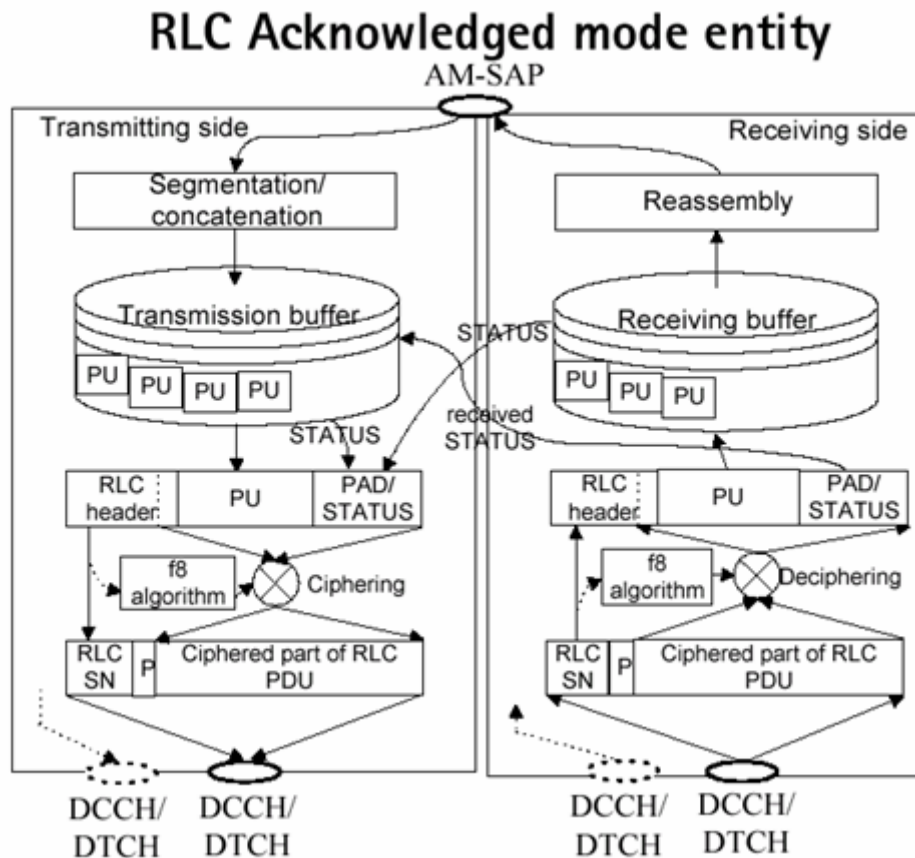 RLC Acknowledged mode entity
AM-SAP
Transmitting side
Segmentation/
concatenation
Transmission buffer
PU
PU
PU
PU
STATUS
RLC
header
PU
PAD/
STATUS
f8
algorithm
Ciphering
RLC
SN
P
Ciphered part of RLC
PDU
DCCH/
DTCH
DCCH/
DTCH
Receiving side
Reassembly
STATUS
Receiving buffer
PU
PU
PU
received
STATUS
RLC
header
PU
PAD/
STATUS
f8
algorithm
Deciphering
RLC
SN
P
Ciphered part of RLC
PDU
DCCH/
DTCH
DCCH/
DTCH